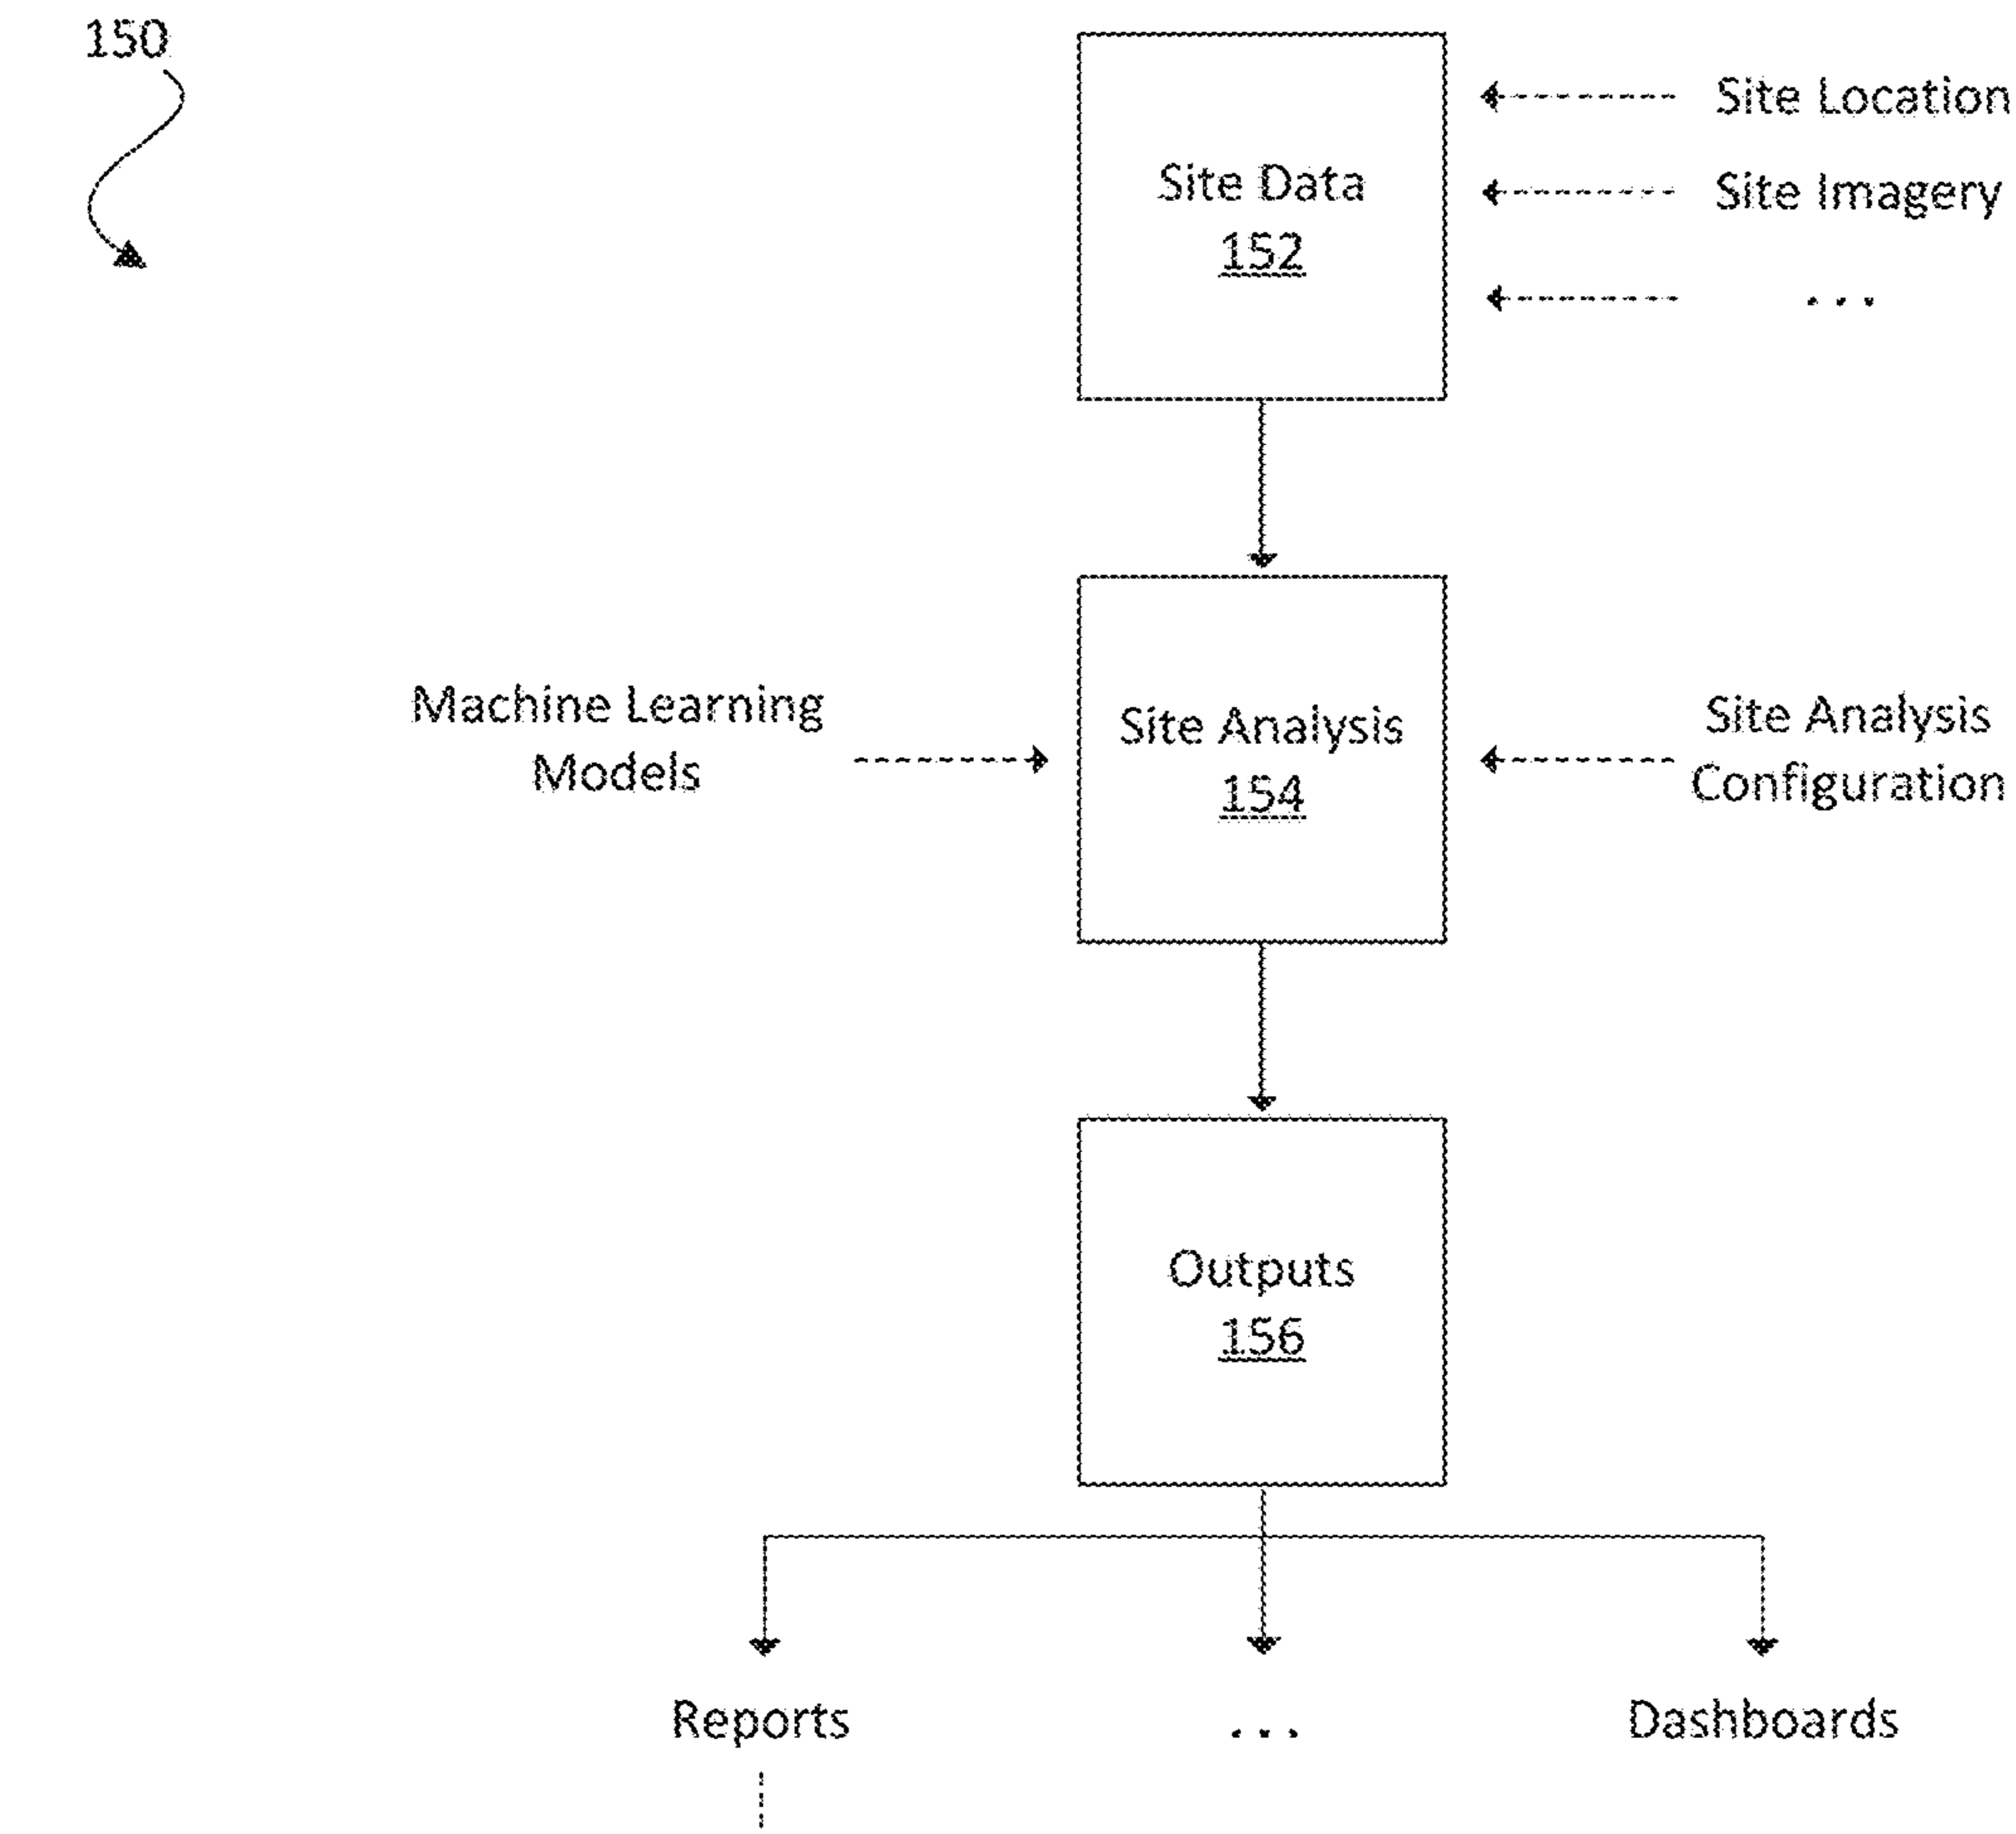 150
Site Data
152
Site Location
Site Imagery
...
Machine Learning
Models
Site Analysis
154
Site Analysis
Configuration
Outputs
156
Reports
...
Dashboards